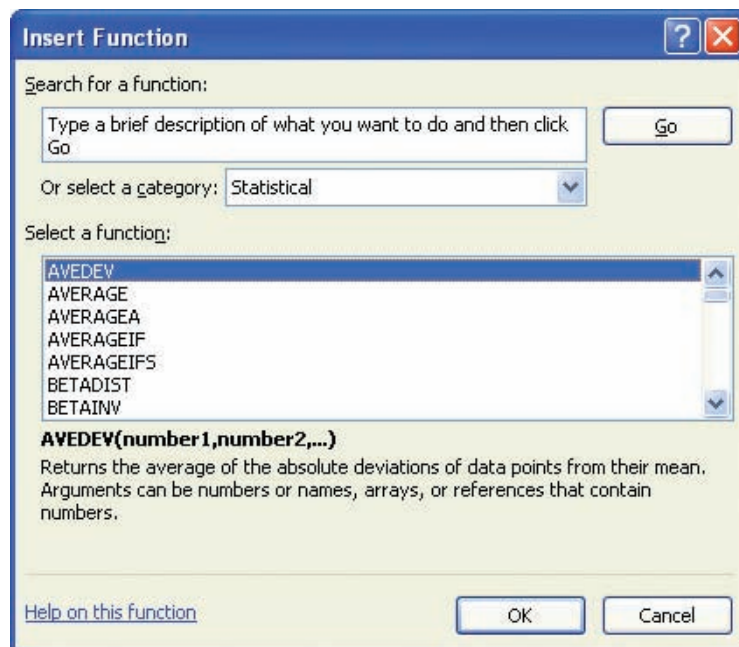 Insert Function
Search for a function:
Type a brief description of what you want to do and then click
Go
Go
Or select a category: Statistical
Select a function:
AVEDEV
AVERAGE
AVERAGEA
AVERAGEIF
AVERAGEIFS
BETADIST
BETAINV
AVEDEV(number1,number2,...)
Returns the average of the absolute deviations of data points from their mean.
Arguments can be numbers or names, arrays, or references that contain
numbers.
Help on this function
OK
Cancel